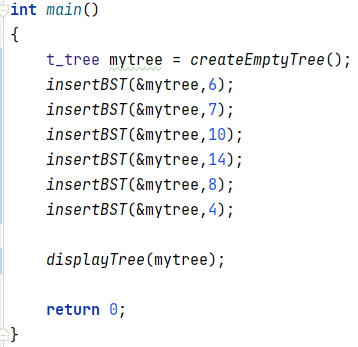 int main()
{
    t_tree mytree = createEmptyTree();
    insertBST(&mytree,6);
    insertBST(&mytree,7);
    insertBST(&mytree,10);
    insertBST(&mytree,14);
    insertBST(&mytree,8);
    insertBST(&mytree,4);

    displayTree(mytree);

    return 0;
}